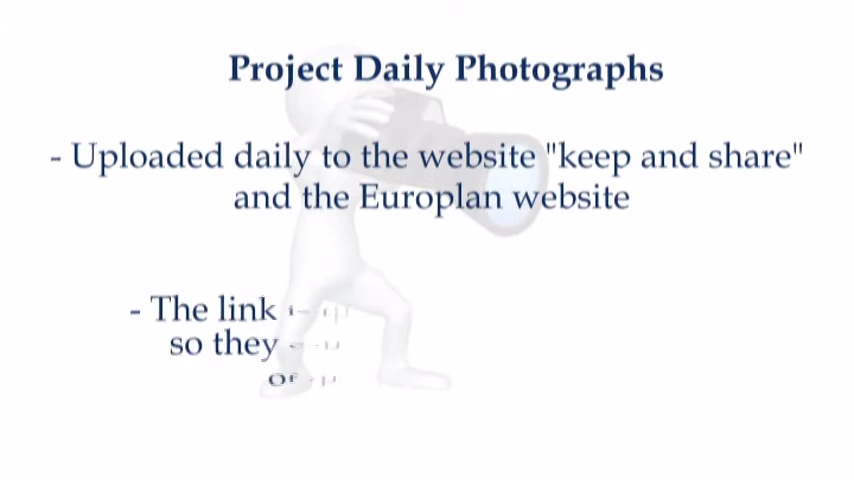 Project Daily Photographs
- Uploaded daily to the website "keep and share"
and the Europlan website
- The link
so they
of